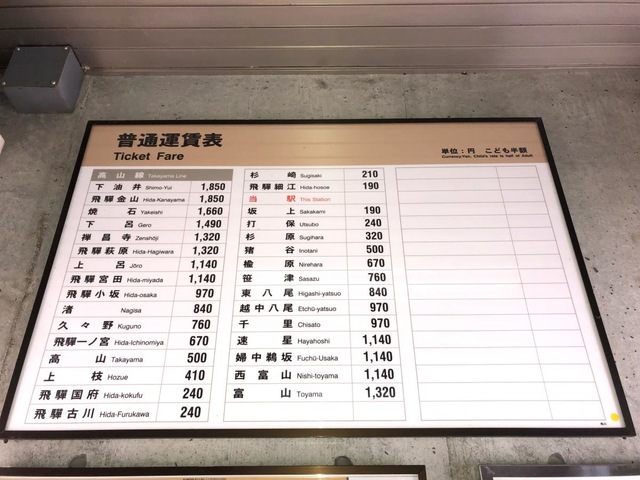 普通運賃表
Ticket Fare
単位：円 こども半額
Currency:Yen, Child's rate is half of Adult
高山線 Takayama Line
下油井 Shimo-Yui 1,850
飛騨金山 Hida-Kanayama 1,850
焼石 Yakeishi 1,660
下呂 Gero 1,490
禅昌寺 Zenshōji 1,320
飛騨萩原 Hida-Hagiwara 1,320
上呂 Jōro 1,140
飛騨宮田 Hida-miyada 1,140
飛騨小坂 Hida-osaka 970
渚 Nagisa 840
久々野 Kuguno 760
飛騨一ノ宮 Hida-Ichinomiya 670
高山 Takayama 500
上枝 Hozue 410
飛騨国府 Hida-kokufu 240
飛騨古川 Hida-Furukawa 240
杉崎 Sugisaki 210
飛騨細江 Hida-hosoe 190
当駅 This Station
坂上 Sakakami 190
打保 Utsubo 240
杉原 Sugihara 320
猪谷 Inotani 500
楡原 Nirehara 670
笹津 Sasazu 760
東八尾 Higashi-yatsuo 840
越中八尾 Etchū-yatsuo 970
千里 Chisato 970
速星 Hayahoshi 1,140
婦中鵜坂 Fuchū-Usaka 1,140
西富山 Nishi-toyama 1,140
富山 Toyama 1,320